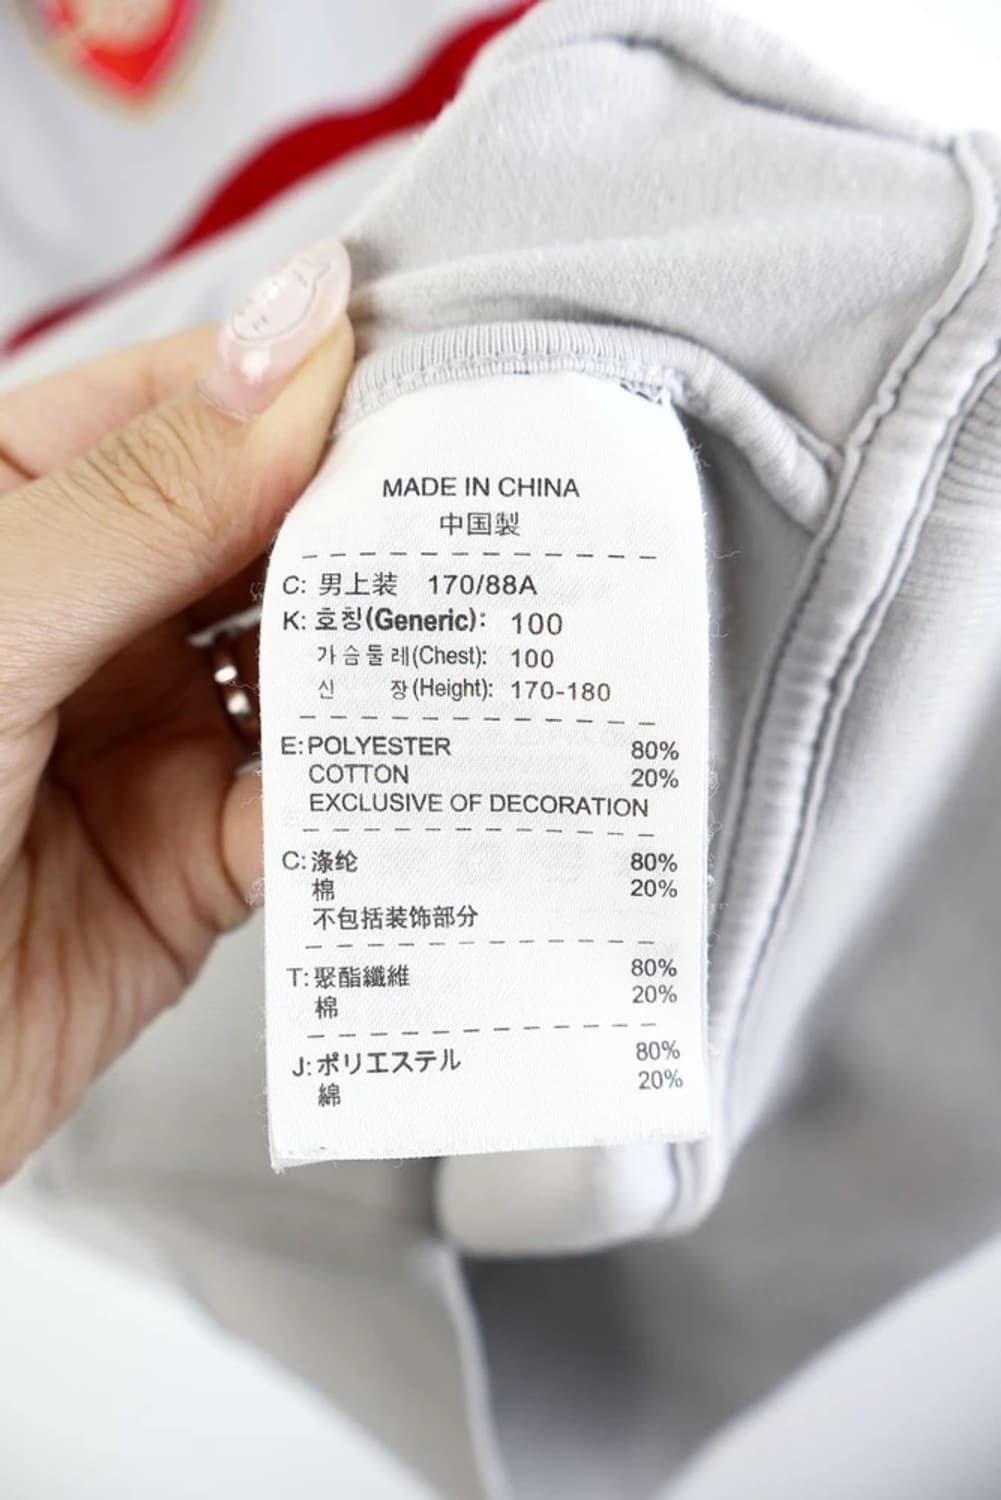 MADE IN CHINA
中国製
C: 男上装 170/88A
K: 호칭(Generic): 100
가슴둘레(Chest): 100
신 장(Height): 170-180
E: POLYESTER 80%
COTTON 20%
EXCLUSIVE OF DECORATION
C: 涤纶 80%
棉 20%
不包括装饰部分
T: 聚酯纖維 80%
棉 20%
J: ポリエステル 80%
綿 20%